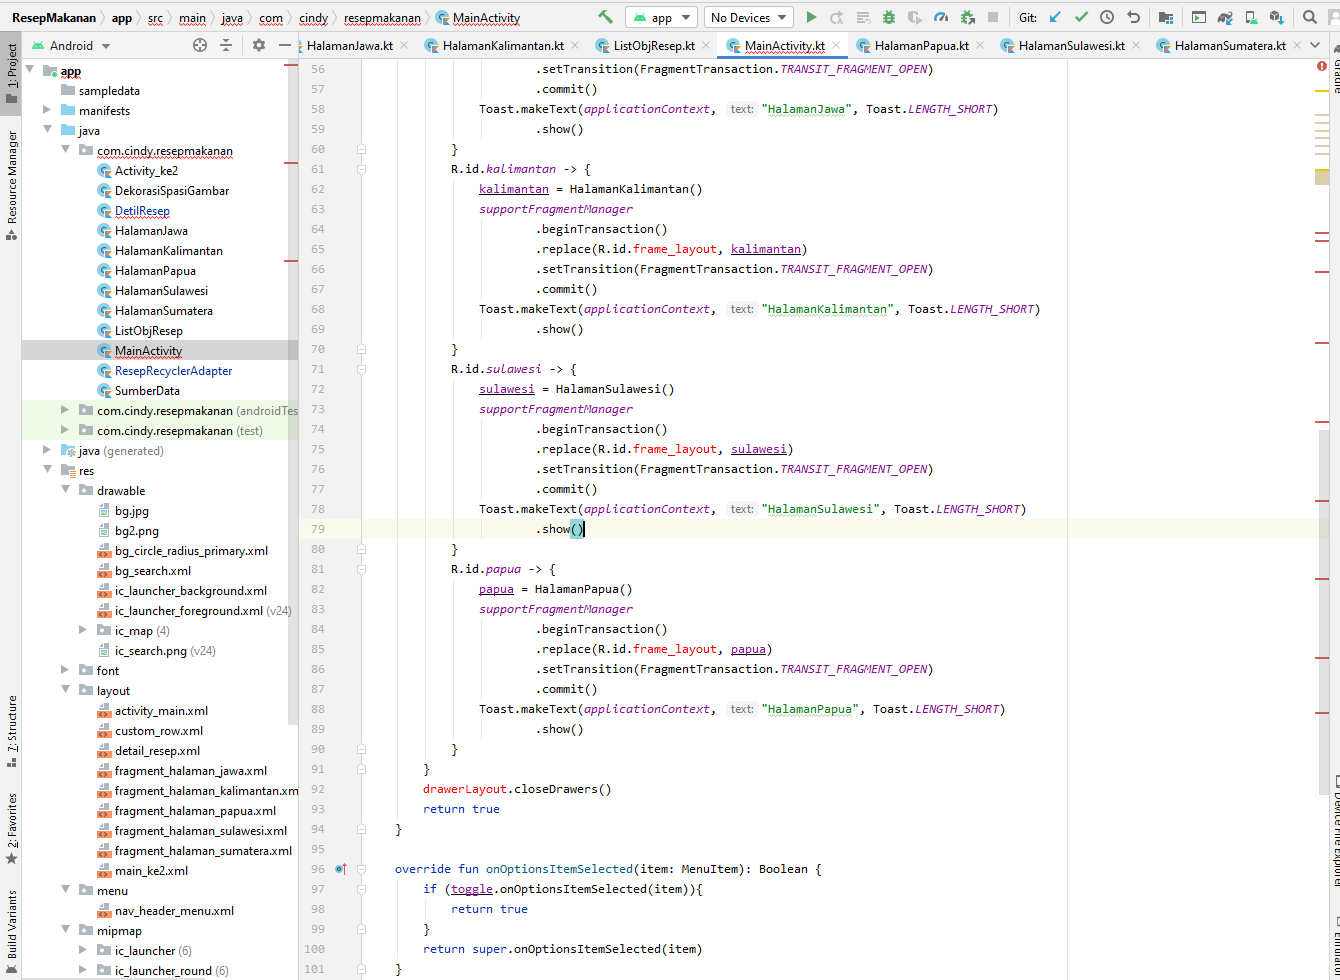 ResepMakanan app src main java com cindy resepmakanan MainActivity app No Devices Git:
Android HalamanJawa.kt HalamanKalimantan.kt ListObjResep.kt MainActivity.kt HalamanPapua.kt HalamanSulawesi.kt HalamanSumatera.kt
1: Project
Resource Manager
7: Structure
2: Favorites
Build Variants
app
sampledata
manifests
java
com.cindy.resepmakanan
Activity_ke2
DekorasiSpasiGambar
DetilResep
HalamanJawa
HalamanKalimantan
HalamanPapua
HalamanSulawesi
HalamanSumatera
ListObjResep
MainActivity
ResepRecyclerAdapter
SumberData
com.cindy.resepmakanan (androidTes
com.cindy.resepmakanan (test)
java (generated)
res
drawable
bg.jpg
bg2.png
bg_circle_radius_primary.xml
bg_search.xml
ic_launcher_background.xml
ic_launcher_foreground.xml (v24)
ic_map (4)
ic_search.png (v24)
font
layout
activity_main.xml
custom_row.xml
detail_resep.xml
fragment_halaman_jawa.xml
fragment_halaman_kalimantan.xm
fragment_halaman_papua.xml
fragment_halaman_sulawesi.xml
fragment_halaman_sumatera.xml
main_ke2.xml
menu
nav_header_menu.xml
mipmap
ic_launcher (6)
ic_launcher_round (6)
56 .setTransition(FragmentTransaction.TRANSIT_FRAGMENT_OPEN)
57 .commit()
58 Toast.makeText(applicationContext, text: "HalamanJawa", Toast.LENGTH_SHORT)
59 .show()
60 }
61 R.id.kalimantan -> {
62 kalimantan = HalamanKalimantan()
63 supportFragmentManager
64 .beginTransaction()
65 .replace(R.id.frame_layout, kalimantan)
66 .setTransition(FragmentTransaction.TRANSIT_FRAGMENT_OPEN)
67 .commit()
68 Toast.makeText(applicationContext, text: "HalamanKalimantan", Toast.LENGTH_SHORT)
69 .show()
70 }
71 R.id.sulawesi -> {
72 sulawesi = HalamanSulawesi()
73 supportFragmentManager
74 .beginTransaction()
75 .replace(R.id.frame_layout, sulawesi)
76 .setTransition(FragmentTransaction.TRANSIT_FRAGMENT_OPEN)
77 .commit()
78 Toast.makeText(applicationContext, text: "HalamanSulawesi", Toast.LENGTH_SHORT)
79 .show()
80 }
81 R.id.papua -> {
82 papua = HalamanPapua()
83 supportFragmentManager
84 .beginTransaction()
85 .replace(R.id.frame_layout, papua)
86 .setTransition(FragmentTransaction.TRANSIT_FRAGMENT_OPEN)
87 .commit()
88 Toast.makeText(applicationContext, text: "HalamanPapua", Toast.LENGTH_SHORT)
89 .show()
90 }
91 }
92 drawerLayout.closeDrawers()
93 return true
94 }
95
96 override fun onOptionsItemSelected(item: MenuItem): Boolean {
97 if (toggle.onOptionsItemSelected(item)){
98 return true
99 }
100 return super.onOptionsItemSelected(item)
101 }